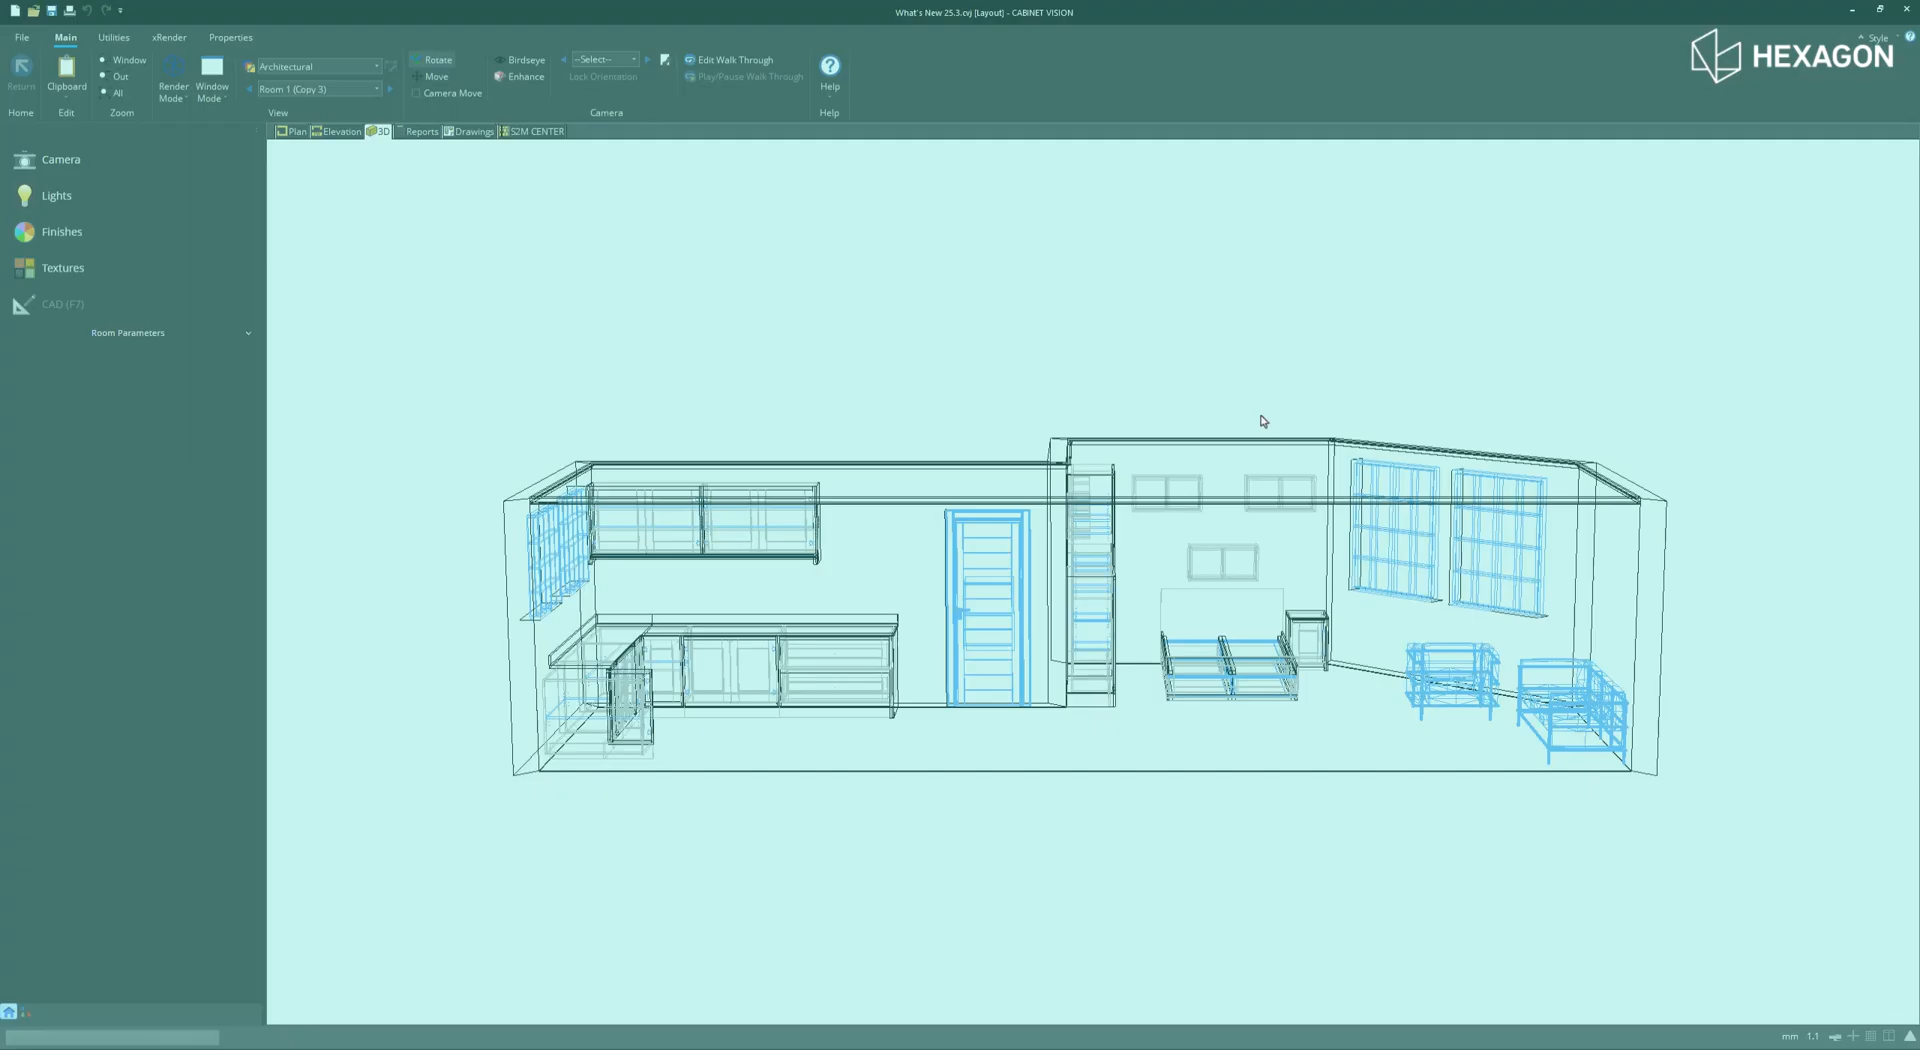 What's New 25.3.cvj [Layout] - CABINET VISION
File Main Utilities xRender Properties
Style
HEXAGON
Return
Home
Clipboard
Edit
Window
Out
All
Zoom
Render Mode
Window Mode
Architectural
Room 1 (Copy 3)
View
Rotate
Move
Camera Move
Birdseye
Enhance
--Select--
Lock Orientation
Camera
Edit Walk Through
Play/Pause Walk Through
Help
Help
Plan Elevation 3D Reports Drawings S2M CENTER
Camera
Lights
Finishes
Textures
CAD (F7)
Room Parameters
mm 1.1